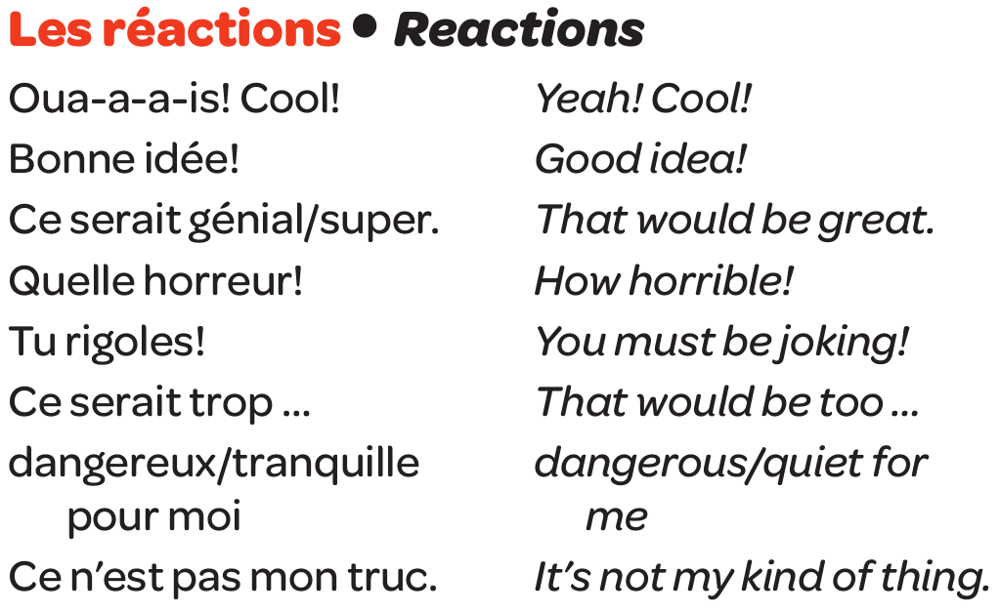 Les réactions • Reactions
Oua-a-a-is! Cool! Yeah! Cool!
Bonne idée! Good idea!
Ce serait génial/super. That would be great.
Quelle horreur! How horrible!
Tu rigoles! You must be joking!
Ce serait trop ... That would be too ...
dangereux/tranquille dangerous/quiet for
pour moi me
Ce n’est pas mon truc. It’s not my kind of thing.